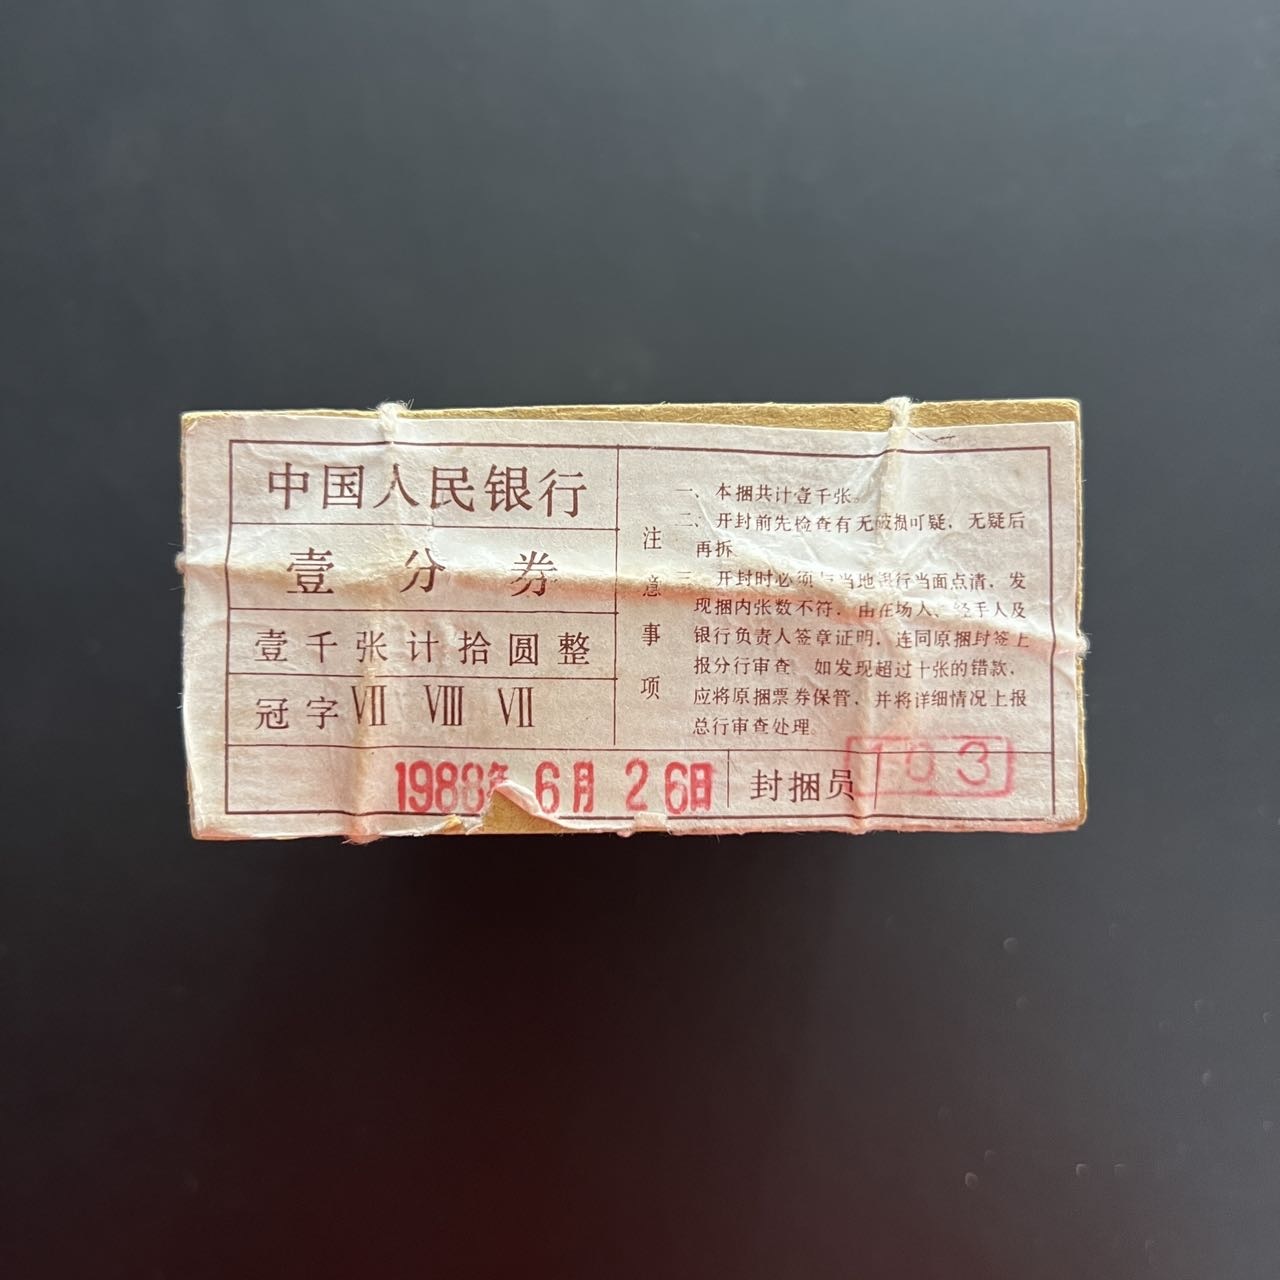 中国人民银行
壹分券
壹千张计拾圆整
冠字 VII VIII VII
注意事项
一、本捆共计壹千张。
二、开封前先检查有无破损可疑，无疑后
再拆
三、开封时必须与当地银行当面点清，发
现捆内张数不符，由在场人、经手人及
银行负责人签章证明，连同原捆封签上
报分行审查 如发现超过十张的错款，
应将原捆票券保管，并将详细情况上报
总行审查处理。
1988年 6月 26日
封捆员 103